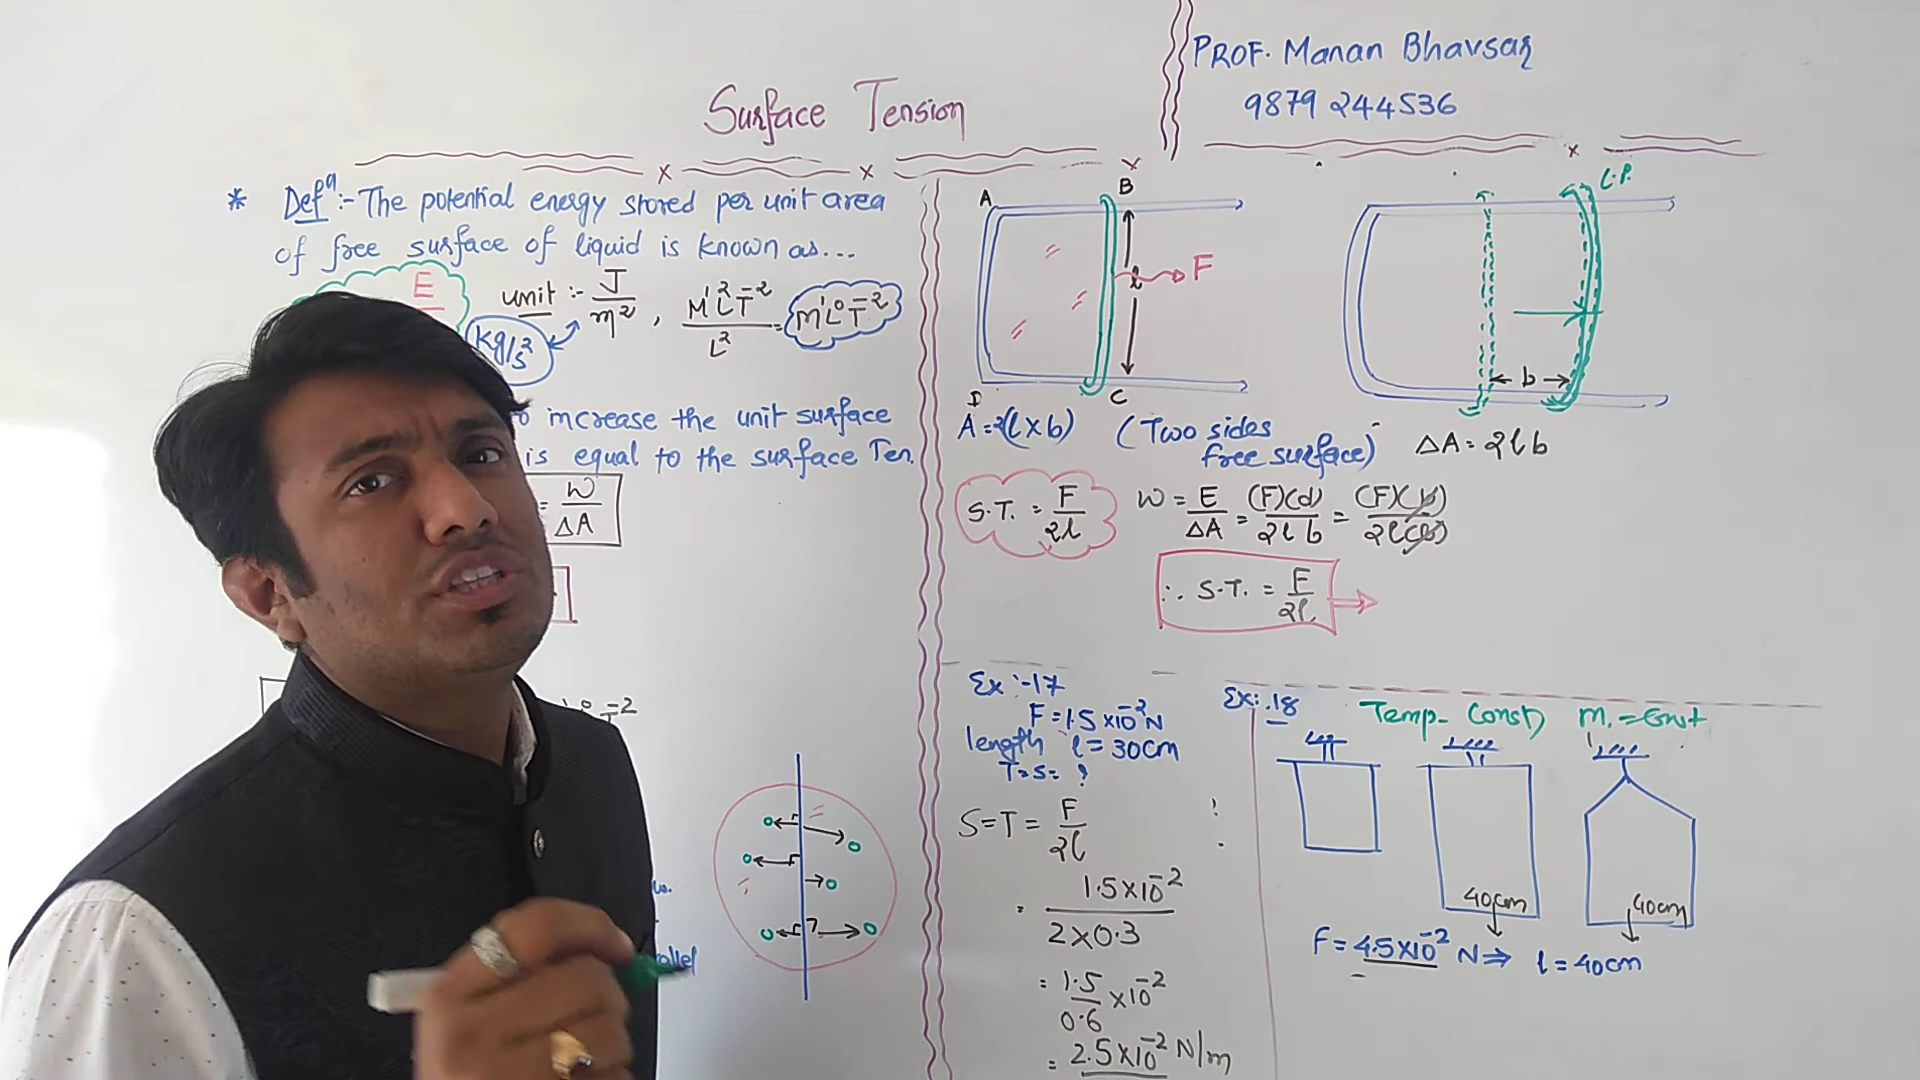 PROF. Manan Bhavsar
9879 244536
Surface Tension
* Defⁿ :- The potential energy stored per unit area
of free surface of liquid is known as...
E
unit :- J/m² , M¹L²T⁻²/L² = M¹L⁰T⁻²
kg/s²
to increase the unit surface
is equal to the surface Ten.
= W/ΔA
T⁻²
A B
l F
D C
A = 2(l × b) (Two sides
free surface)
L.P.
b
ΔA = 2lb
S.T. = F/2l
W = E/ΔA = (F)(d)/2lb = (F)(b)/2l(b)
∴ S.T. = F/2l
Ex :-17
F = 1.5×10⁻² N
length l = 30cm
T = S = ?
S = T = F/2l
= 1.5×10⁻²/2×0.3
= 1.5/0.6 ×10⁻²
= 2.5×10⁻² N/m
Ex: .18 Temp- Const m. = Const
40cm 40cm
F = 4.5×10⁻² N ⇒ l = 40cm